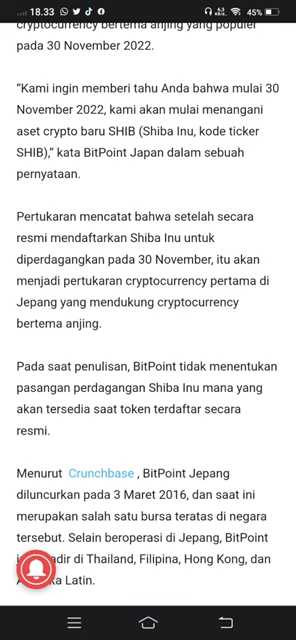 18.33
45%
cryptocurrency bertema anjing yang populer
pada 30 November 2022.
“Kami ingin memberi tahu Anda bahwa mulai 30
November 2022, kami akan mulai menangani
aset crypto baru SHIB (Shiba Inu, kode ticker
SHIB),” kata BitPoint Japan dalam sebuah
pernyataan.
Pertukaran mencatat bahwa setelah secara
resmi mendaftarkan Shiba Inu untuk
diperdagangkan pada 30 November, itu akan
menjadi pertukaran cryptocurrency pertama di
Jepang yang mendukung cryptocurrency
bertema anjing.
Pada saat penulisan, BitPoint tidak menentukan
pasangan perdagangan Shiba Inu mana yang
akan tersedia saat token terdaftar secara
resmi.
Menurut Crunchbase , BitPoint Jepang
diluncurkan pada 3 Maret 2016, dan saat ini
merupakan salah satu bursa teratas di negara
tersebut. Selain beroperasi di Jepang, BitPoint
di Thailand, Filipina, Hong Kong, dan
Latin.